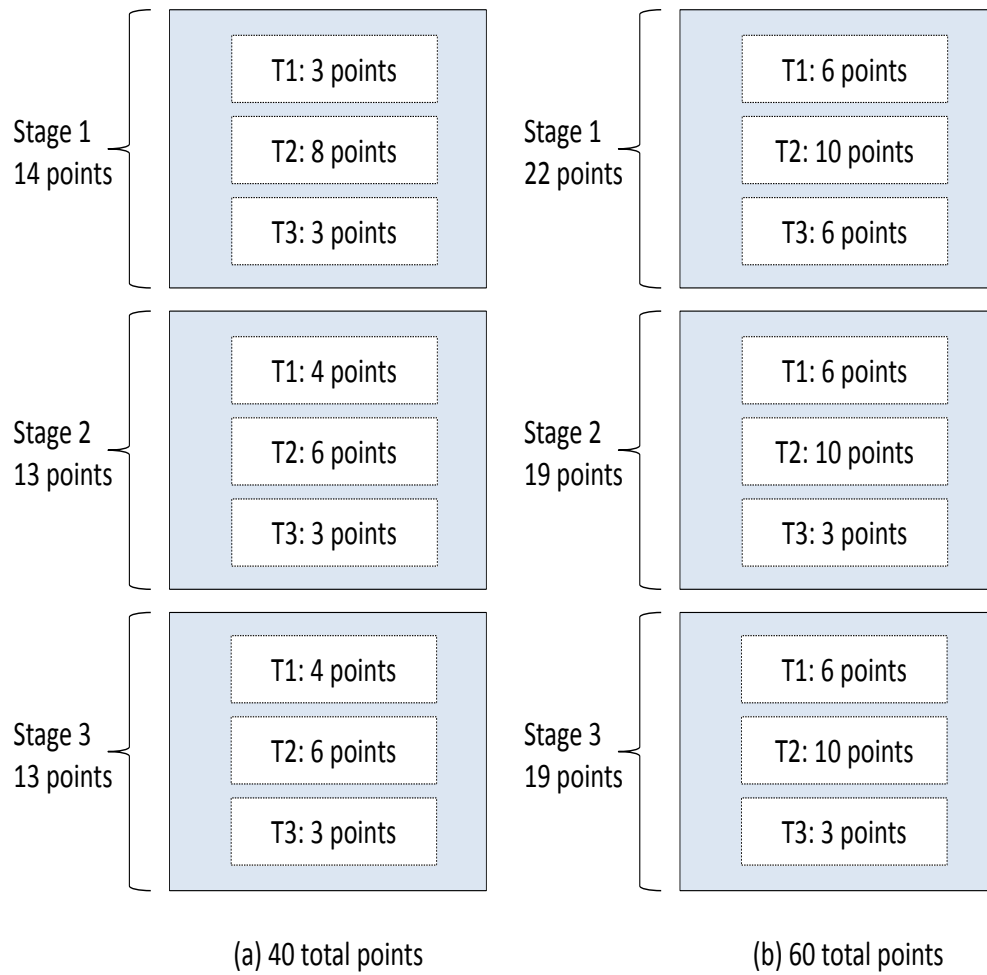 Stage 1
14 points
T1: 3 points
T2: 8 points
T3: 3 points
Stage 2
13 points
T1: 4 points
T2: 6 points
T3: 3 points
Stage 3
13 points
T1: 4 points
T2: 6 points
T3: 3 points
(a) 40 total points
Stage 1
22 points
T1: 6 points
T2: 10 points
T3: 6 points
Stage 2
19 points
T1: 6 points
T2: 10 points
T3: 3 points
Stage 3
19 points
T1: 6 points
T2: 10 points
T3: 3 points
(b) 60 total points